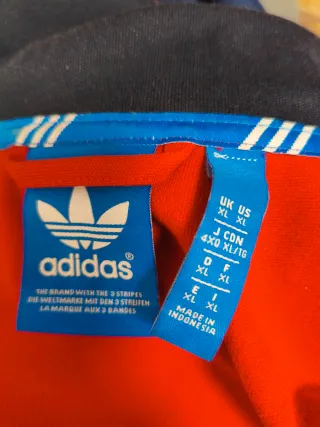 adidas®
THE BRAND WITH THE 3 STRIPES
DIE WELTMARKE MIT DEN 3 STREIFEN
LA MARQUE AUX 3 BANDES
UK US
XL XL
J CDN
4XO XL/TG
D F
XL XL
E I
XL XL
MADE IN
INDONESIA